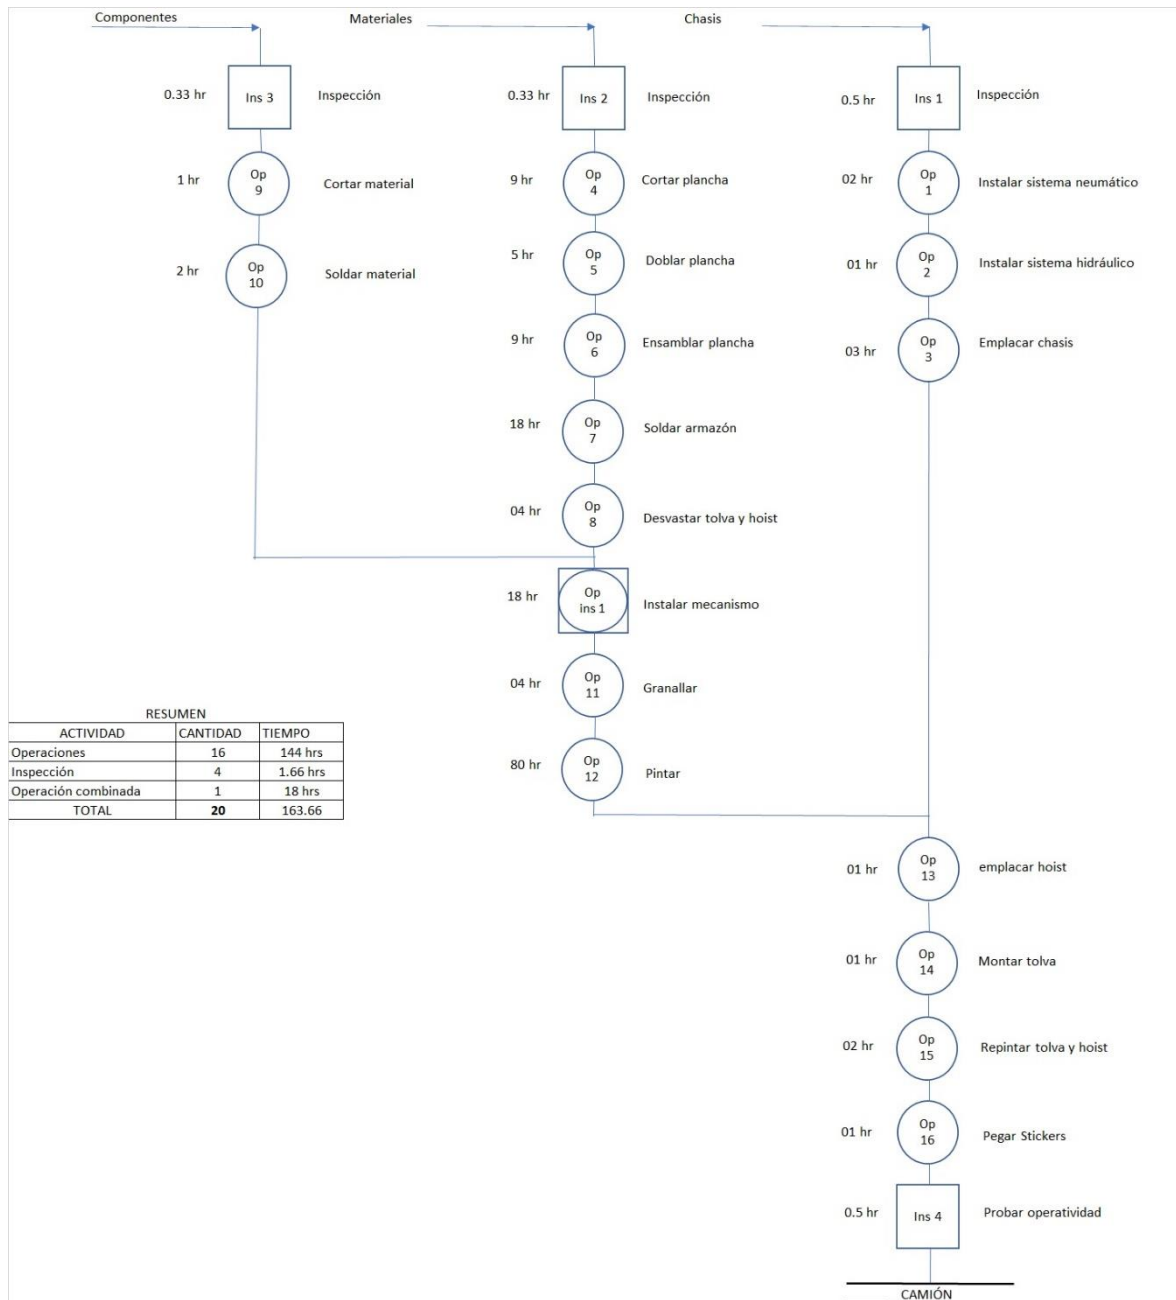 Componentes
Materiales
Chasis
0.33 hr
Ins 3
Inspección
0.33 hr
Ins 2
Inspección
0.5 hr
Ins 1
Inspección
1 hr
Op
9
Cortar material
9 hr
Op
4
Cortar plancha
02 hr
Op
1
Instalar sistema neumático
2 hr
Op
10
Soldar material
5 hr
Op
5
Doblar plancha
01 hr
Op
2
Instalar sistema hidráulico
9 hr
Op
6
Ensamblar plancha
03 hr
Op
3
Emplacar chasis
18 hr
Op
7
Soldar armazón
04 hr
Op
8
Desvastar tolva y hoist
18 hr
Op
ins 1
Instalar mecanismo
04 hr
Op
11
Granallar
80 hr
Op
12
Pintar
RESUMEN
ACTIVIDAD CANTIDAD TIEMPO
Operaciones 16 144 hrs
Inspección 4 1.66 hrs
Operación combinada 1 18 hrs
TOTAL 20 163.66
01 hr
Op
13
emplacar hoist
01 hr
Op
14
Montar tolva
02 hr
Op
15
Repintar tolva y hoist
01 hr
Op
16
Pegar Stickers
0.5 hr
Ins 4
Probar operatividad
CAMIÓN